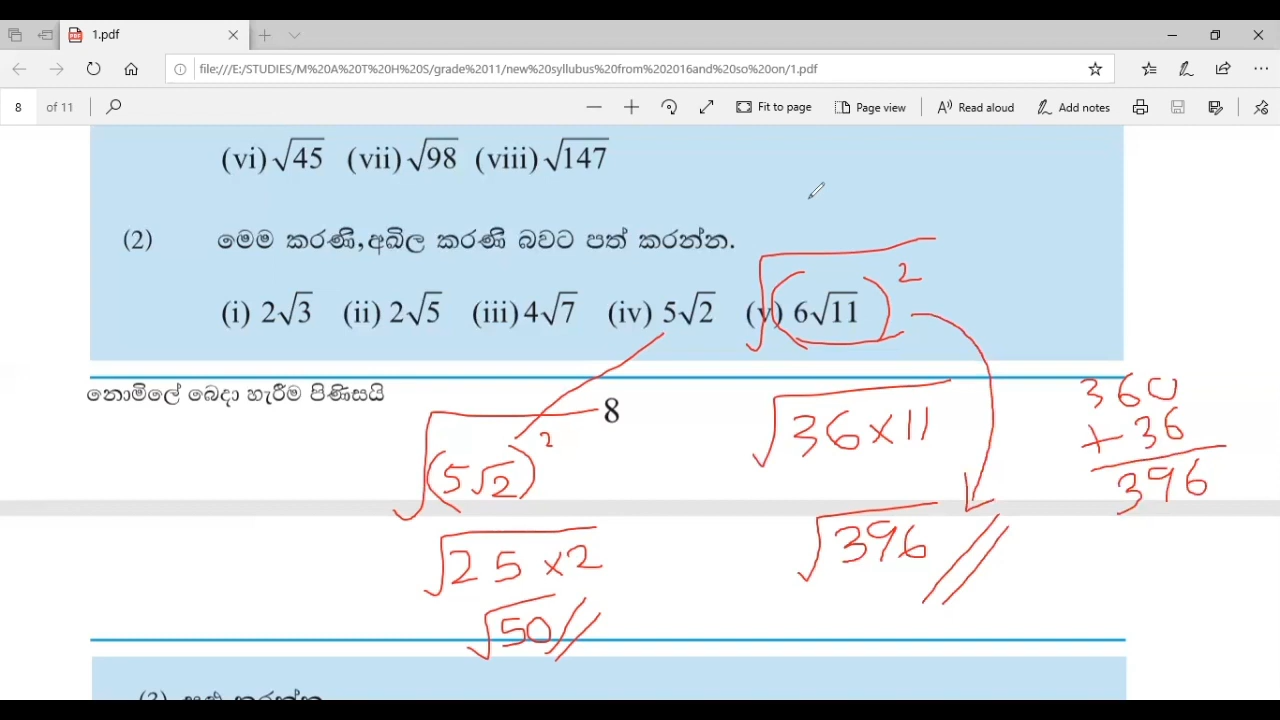 1.pdf
file:///E:/STUDIES/M%20A%20T%20H%20S/grade%2011/new%20syllubus%20from%202016and%20so%20on/1.pdf
8 of 11 Fit to page Page view Read aloud Add notes
(vi) √45 (vii) √98 (viii) √147
(2) මෙම කරණි,අඛිල කරණි බවට පත් කරන්න.
(i) 2√3 (ii) 2√5 (iii) 4√7 (iv) 5√2 (v) √(6√11)²
නොමිලේ බෙදා හැරීම පිණිසයි
8
√(5√2)²
√25 × 2
√50
√36 × 11
√396
360
+ 36
396